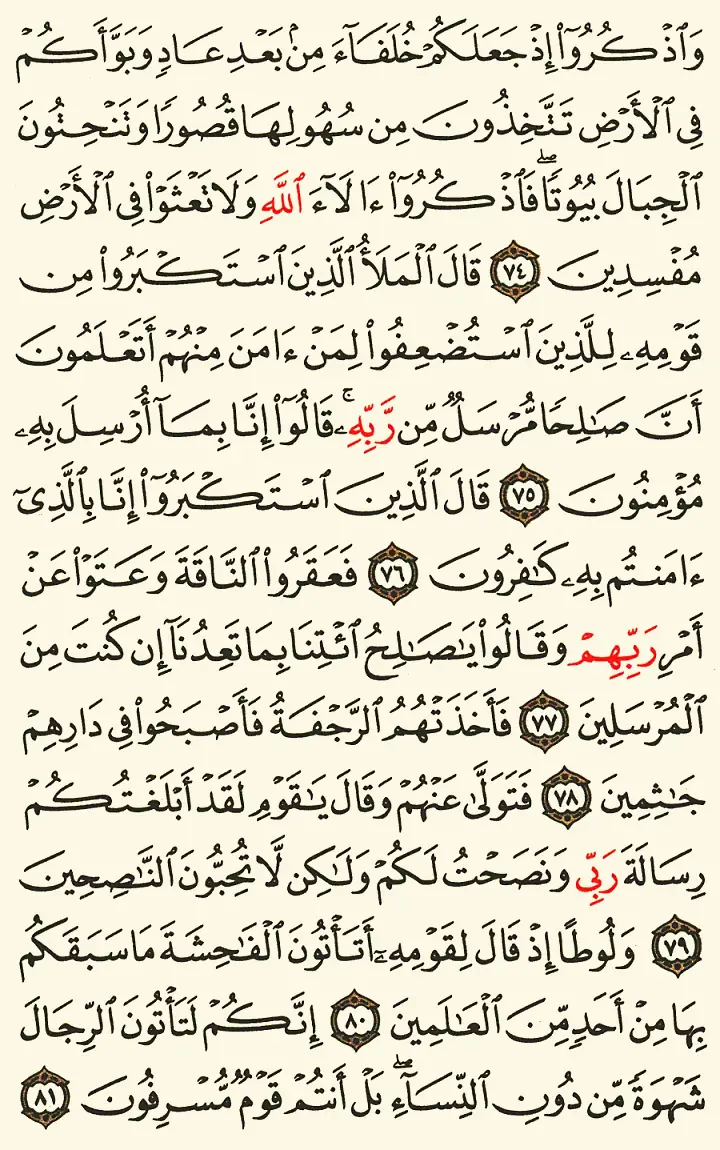 وَٱذۡكُرُوٓاْ إِذۡ جَعَلَكُمۡ خُلَفَآءَ مِنۢ بَعۡدِ عَادٖ وَبَوَّأَكُمۡ
فِي ٱلۡأَرۡضِ تَتَّخِذُونَ مِن سُهُولِهَا قُصُورٗا وَتَنۡحِتُونَ
ٱلۡجِبَالَ بُيُوتٗاۖ فَٱذۡكُرُوٓاْ ءَالَآءَ ٱللَّهِ وَلَا تَعۡثَوۡاْ فِي ٱلۡأَرۡضِ
مُفۡسِدِينَ ٧٤ قَالَ ٱلۡمَلَأُ ٱلَّذِينَ ٱسۡتَكۡبَرُواْ مِن
قَوۡمِهِۦ لِلَّذِينَ ٱسۡتُضۡعِفُواْ لِمَنۡ ءَامَنَ مِنۡهُمۡ أَتَعۡلَمُونَ
أَنَّ صَٰلِحٗا مُّرۡسَلٞ مِّن رَّبِّهِۦۚ قَالُوٓاْ إِنَّا بِمَآ أُرۡسِلَ بِهِۦ
مُؤۡمِنُونَ ٧٥ قَالَ ٱلَّذِينَ ٱسۡتَكۡبَرُوٓاْ إِنَّا بِٱلَّذِيٓ
ءَامَنتُم بِهِۦ كَٰفِرُونَ ٧٦ فَعَقَرُواْ ٱلنَّاقَةَ وَعَتَوۡاْ عَنۡ
أَمۡرِ رَبِّهِمۡ وَقَالُواْ يَٰصَٰلِحُ ٱئۡتِنَا بِمَا تَعِدُنَآ إِن كُنتَ مِنَ
ٱلۡمُرۡسَلِينَ ٧٧ فَأَخَذَتۡهُمُ ٱلرَّجۡفَةُ فَأَصۡبَحُواْ فِي دَارِهِمۡ
جَٰثِمِينَ ٧٨ فَتَوَلَّىٰ عَنۡهُمۡ وَقَالَ يَٰقَوۡمِ لَقَدۡ أَبۡلَغۡتُكُمۡ
رِسَالَةَ رَبِّي وَنَصَحۡتُ لَكُمۡ وَلَٰكِن لَّا تُحِبُّونَ ٱلنَّٰصِحِينَ
٧٩ وَلُوطًا إِذۡ قَالَ لِقَوۡمِهِۦٓ أَتَأۡتُونَ ٱلۡفَٰحِشَةَ مَا سَبَقَكُم
بِهَا مِنۡ أَحَدٖ مِّنَ ٱلۡعَٰلَمِينَ ٨٠ إِنَّكُمۡ لَتَأۡتُونَ ٱلرِّجَالَ
شَهۡوَةٗ مِّن دُونِ ٱلنِّسَآءِۖ بَلۡ أَنتُمۡ قَوۡمٞ مُّسۡرِفُونَ ٨١